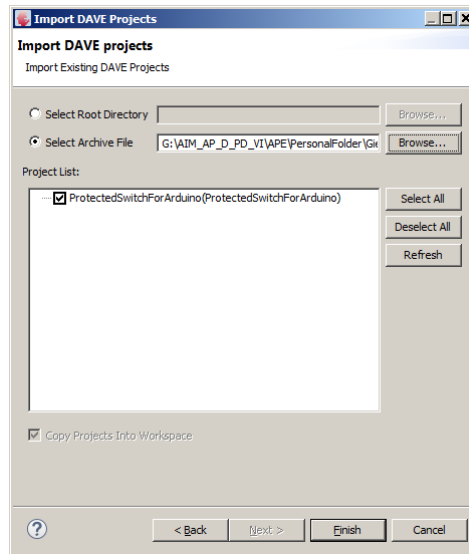 Import DAVE Projects
Import DAVE projects
Import Existing DAVE Projects
Select Root Directory Browse...
Select Archive File G:\AIM_AP_D_PD_VI\APE\PersonalFolder\Gie Browse...
Project List:
ProtectedSwitchForArduino(ProtectedSwitchForArduino) Select All
Deselect All
Refresh
Copy Projects Into Workspace
? < Back Next > Finish Cancel